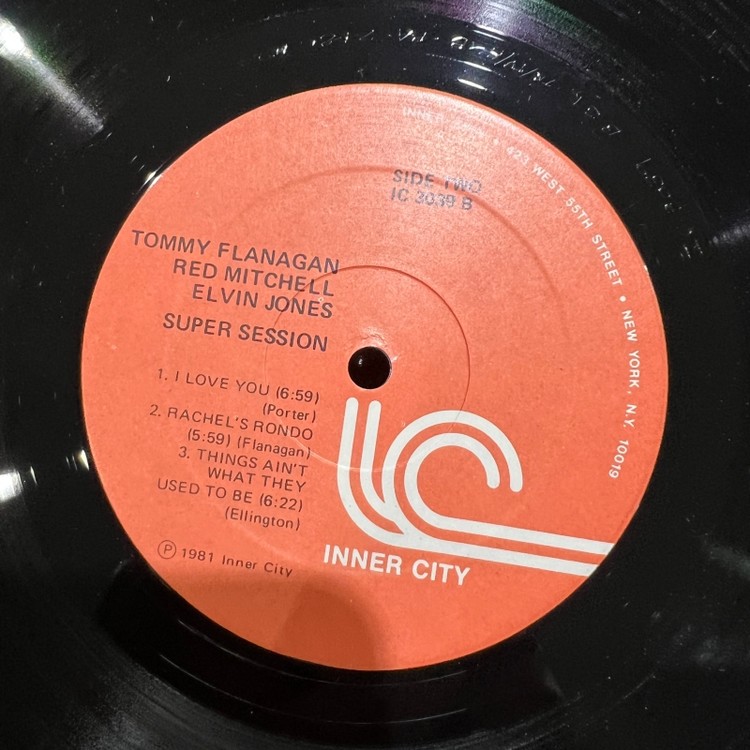 INNER
• 423 WEST 55TH STREET • NEW YORK, N.Y. 10019
SIDE TWO
IC 3039 B
TOMMY FLANAGAN
RED MITCHELL
ELVIN JONES
SUPER SESSION
1. I LOVE YOU (6:59)
(Porter)
2. RACHEL'S RONDO
(5:59) (Flanagan)
3. THINGS AIN'T
WHAT THEY
USED TO BE (6:22)
(Ellington)
Ⓟ 1981 Inner City
INNER CITY